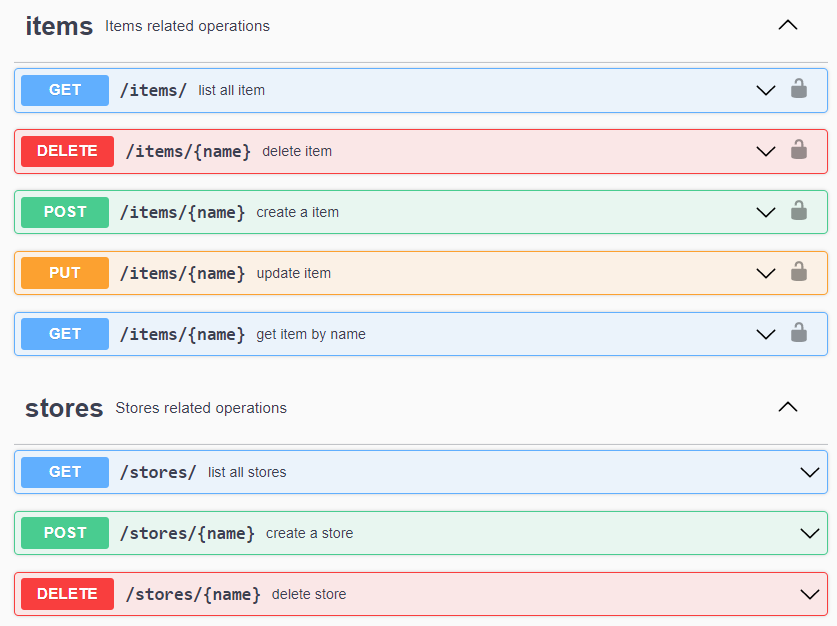 items Items related operations
GET /items/ list all item
DELETE /items/{name} delete item
POST /items/{name} create a item
PUT /items/{name} update item
GET /items/{name} get item by name
stores Stores related operations
GET /stores/ list all stores
POST /stores/{name} create a store
DELETE /stores/{name} delete store